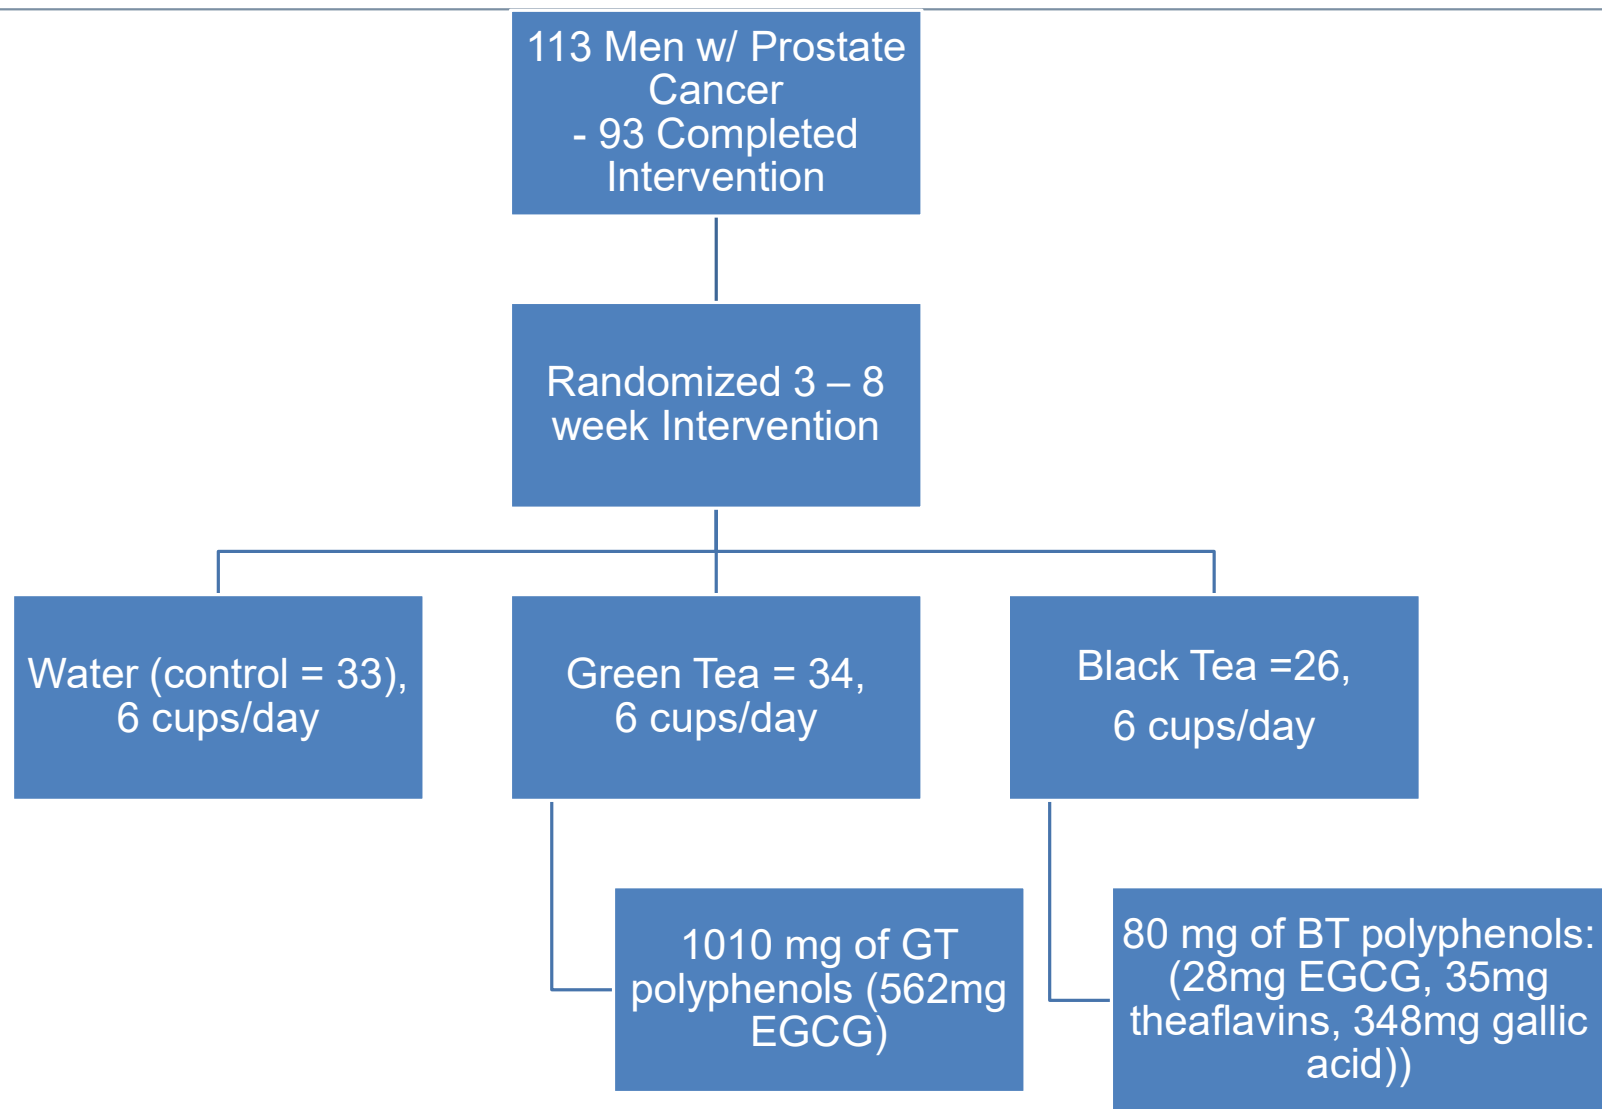 113 Men w/ Prostate
Cancer
- 93 Completed
Intervention
Randomized 3 – 8
week Intervention
Water (control = 33),
6 cups/day
Green Tea = 34,
6 cups/day
Black Tea =26,
6 cups/day
1010 mg of GT
polyphenols (562mg
EGCG)
80 mg of BT polyphenols:
(28mg EGCG, 35mg
theaflavins, 348mg gallic
acid))